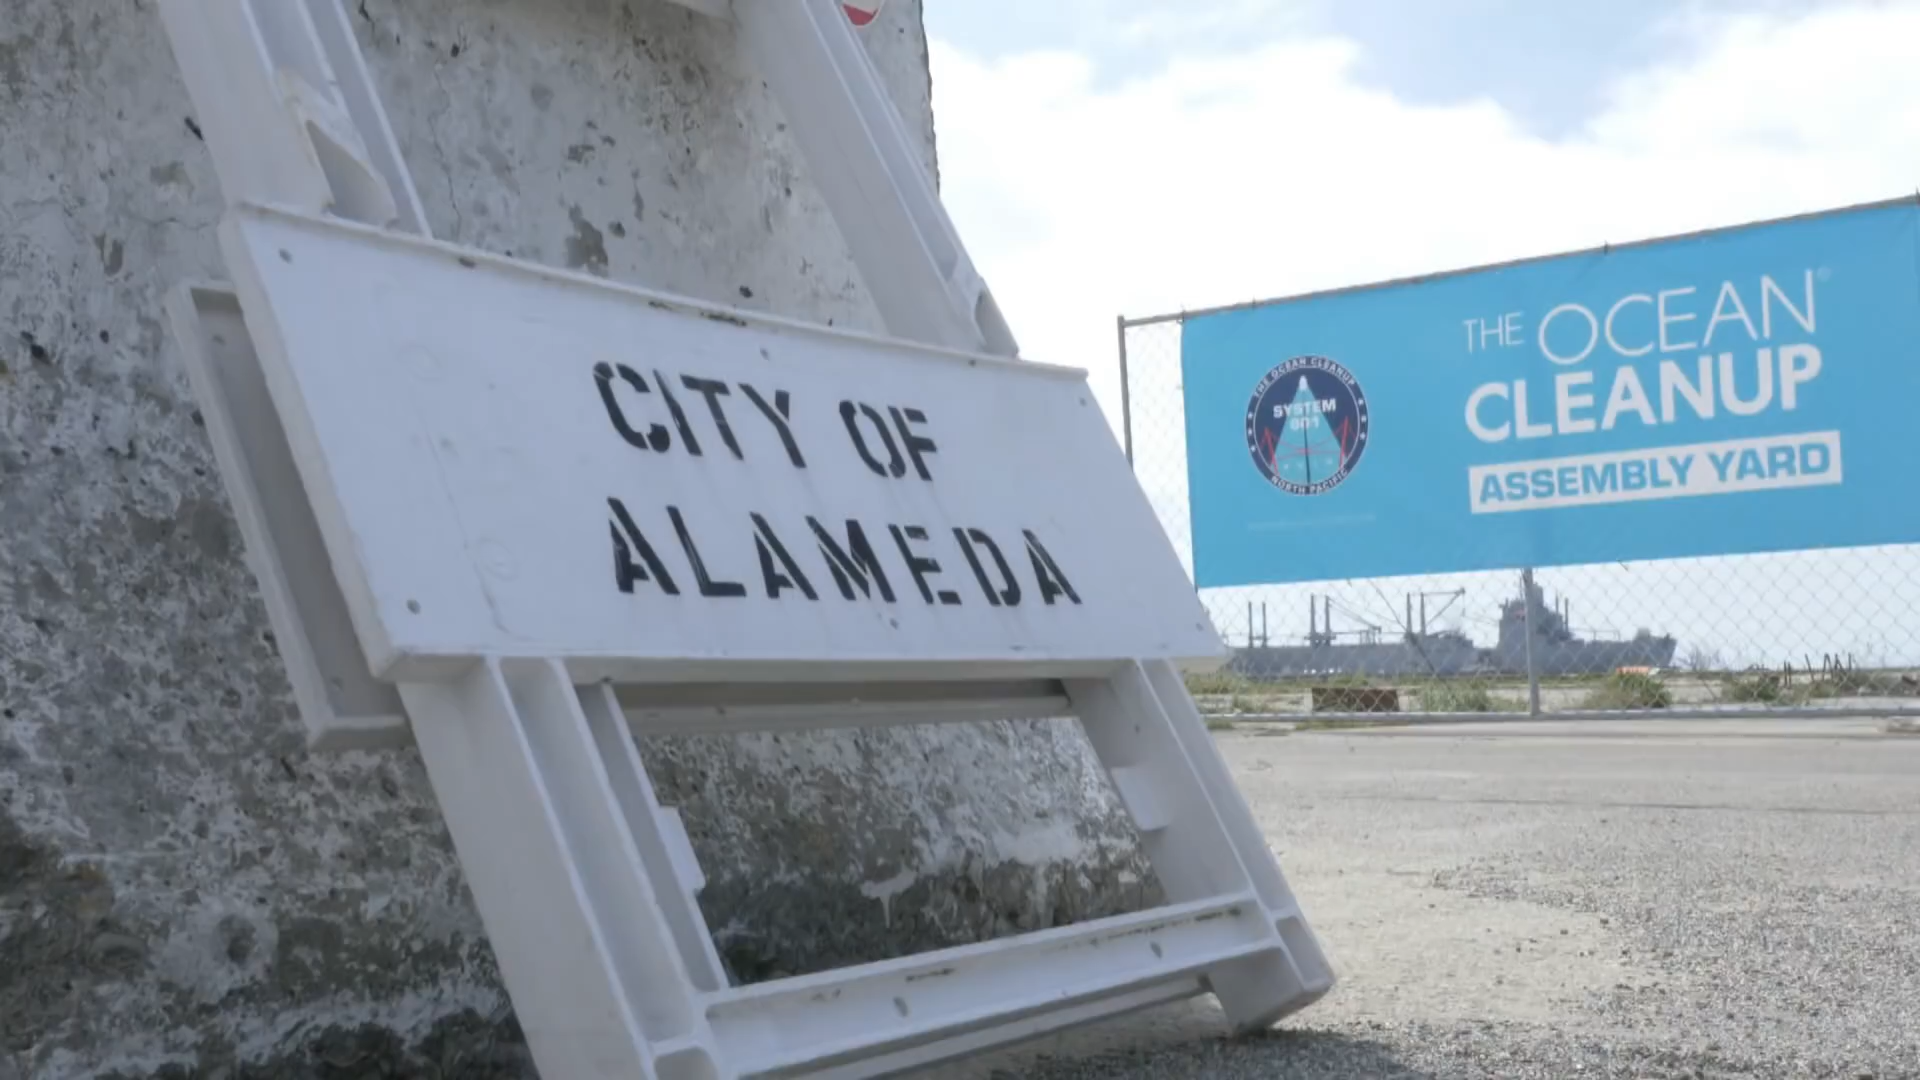 CITY OF
ALAMEDA
THE OCEAN CLEANUP
SYSTEM
001
NORTH PACIFIC
THE OCEAN
CLEANUP
ASSEMBLY YARD